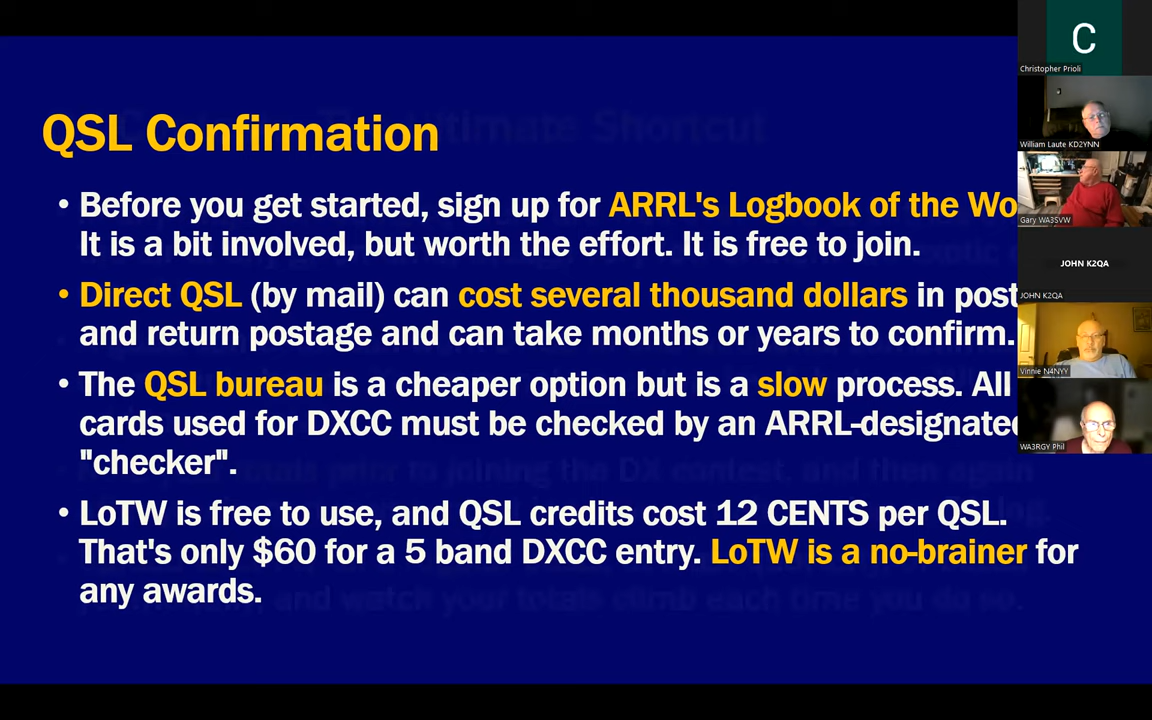 QSL Confirmation
• Before you get started, sign up for ARRL's Logbook of the Wo
It is a bit involved, but worth the effort. It is free to join.
• Direct QSL (by mail) can cost several thousand dollars in post
and return postage and can take months or years to confirm.
• The QSL bureau is a cheaper option but is a slow process. All
cards used for DXCC must be checked by an ARRL-designated
"checker".
• LoTW is free to use, and QSL credits cost 12 CENTS per QSL.
That's only $60 for a 5 band DXCC entry. LoTW is a no-brainer for
any awards.
C
Christopher Prioli
William Laute KD2YNN
Gary WA3SVW
JOHN K2QA
JOHN K2QA
Vinnie N4NYY
WA3RGY Phil